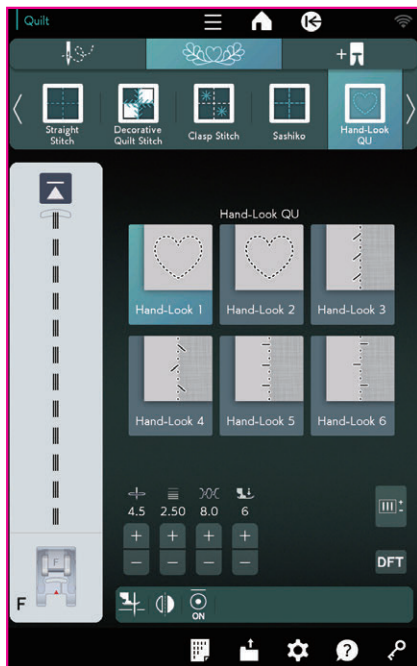 Quilt
+
Straight Stitch
Decorative Quilt Stitch
Clasp Stitch
Sashiko
Hand-Look QU
Hand-Look QU
Hand-Look 1
Hand-Look 2
Hand-Look 3
Hand-Look 4
Hand-Look 5
Hand-Look 6
4.5 2.50 8.0 6
+ + + +
− − − −
DFT
F
F
ON
?